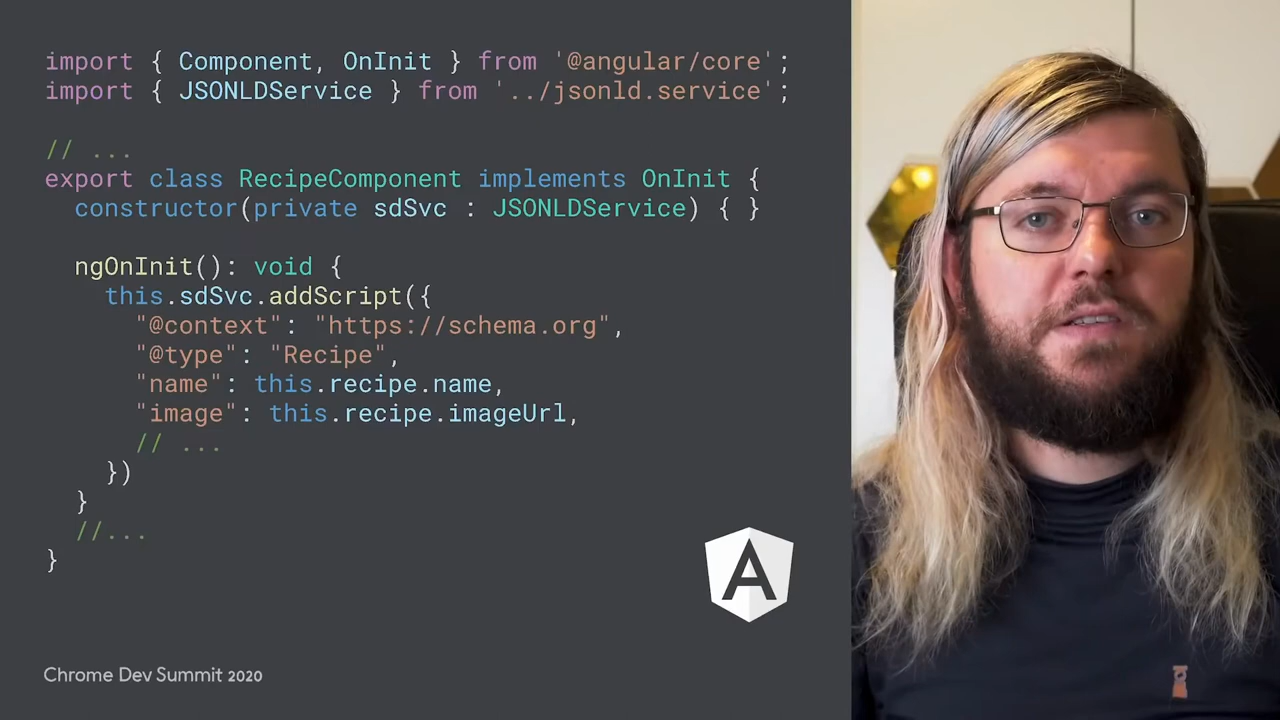 import { Component, OnInit } from '@angular/core';
import { JSONLDService } from '../jsonld.service';
// ...
export class RecipeComponent implements OnInit {
constructor(private sdSvc : JSONLDService) { }
ngOnInit(): void {
this.sdSvc.addScript({
"@context": "https://schema.org",
"@type": "Recipe",
"name": this.recipe.name,
"image": this.recipe.imageUrl,
// ...
})
}
//...
}
A
Chrome Dev Summit 2020